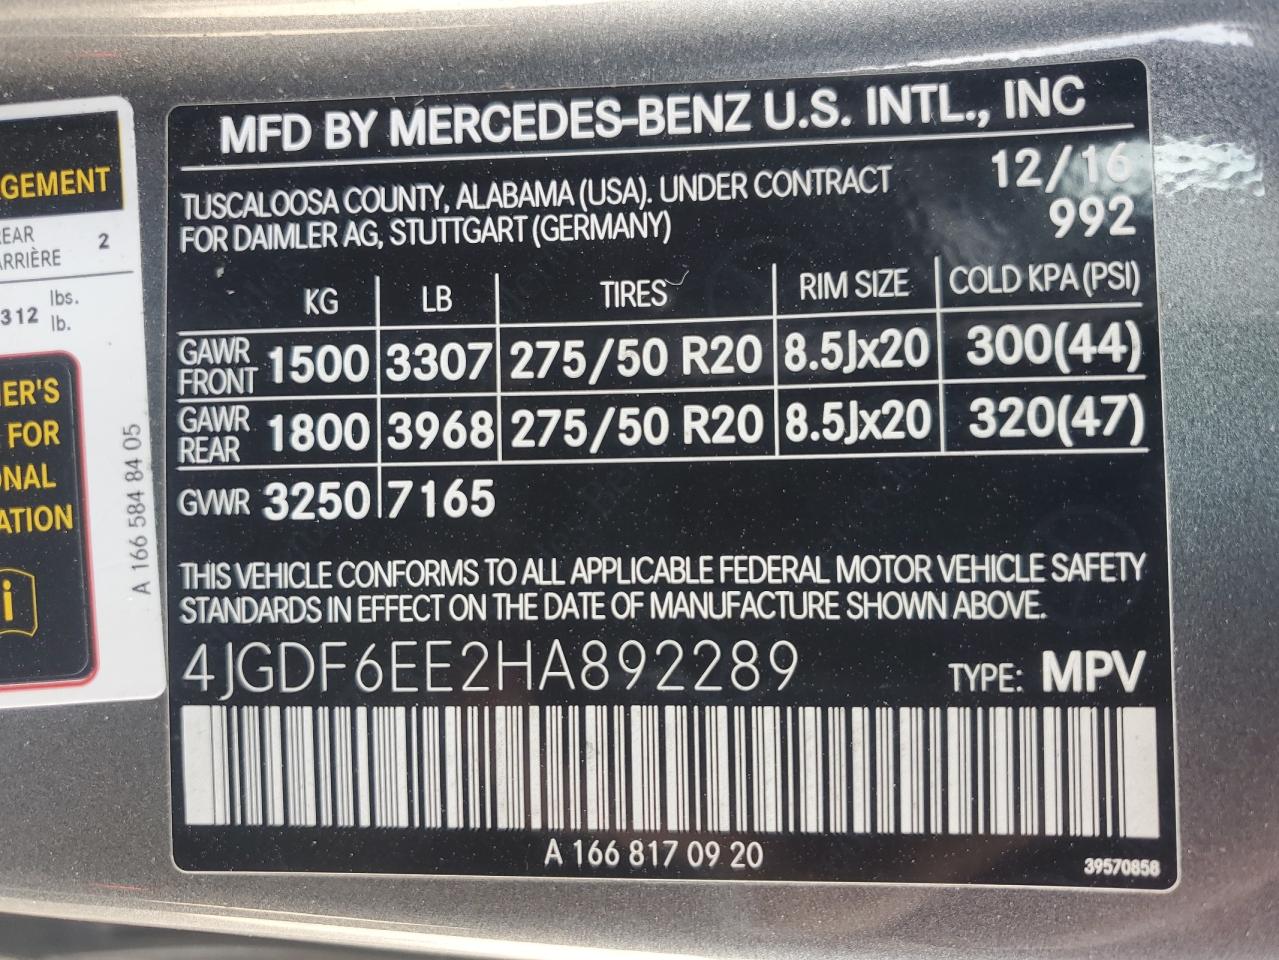 GEMENT
EAR 2
ARRIÈRE
312 lbs.
lb.
ER'S
FOR
ONAL
ATION
i
A 166 584 84 05
MFD BY MERCEDES-BENZ U.S. INTL., INC
TUSCALOOSA COUNTY, ALABAMA (USA). UNDER CONTRACT 12/16
FOR DAIMLER AG, STUTTGART (GERMANY) 992
KG LB TIRES RIM SIZE COLD KPA (PSI)
GAWR FRONT 1500 3307 275/50 R20 8.5Jx20 300(44)
GAWR REAR 1800 3968 275/50 R20 8.5Jx20 320(47)
GVWR 3250 7165
THIS VEHICLE CONFORMS TO ALL APPLICABLE FEDERAL MOTOR VEHICLE SAFETY
STANDARDS IN EFFECT ON THE DATE OF MANUFACTURE SHOWN ABOVE.
4JGDF6EE2HA892289 TYPE: MPV
A 166 817 09 20
39570858